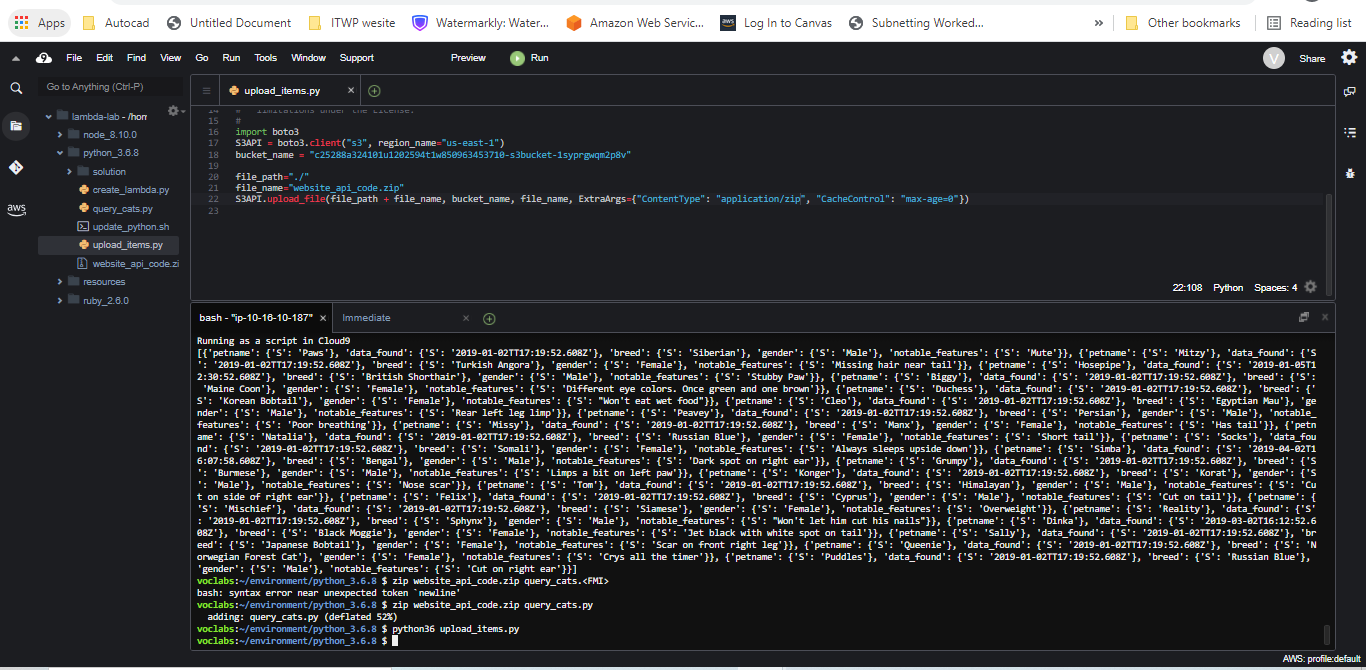 Apps Autocad Untitled Document ITWP wesite Watermarkly: Water... Amazon Web Servic... aws Log In to Canvas Subnetting Worked... » Other bookmarks Reading list
File Edit Find View Go Run Tools Window Support Preview Run V Share
Go to Anything (Ctrl-P)
upload_items.py ×
lambda-lab - /hom
node_8.10.0
python_3.6.8
solution
create_lambda.py
query_cats.py
update_python.sh
upload_items.py
website_api_code.zi
resources
ruby_2.6.0
aws
14 # limitations under the License.
15 #
16 import boto3
17 S3API = boto3.client("s3", region_name="us-east-1")
18 bucket_name = "c25288a324101u1202594t1w850963453710-s3bucket-1syprgwqm2p8v"
19
20 file_path="./"
21 file_name="website_api_code.zip"
22 S3API.upload_file(file_path + file_name, bucket_name, file_name, ExtraArgs={"ContentType": "application/zip", "CacheControl": "max-age=0"})
23
22:108 Python Spaces: 4
bash - "ip-10-16-10-187" × Immediate ×
Running as a script in Cloud9
[{'petname': {'S': 'Paws'}, 'data_found': {'S': '2019-01-02TT17:19:52.608Z'}, 'breed': {'S': 'Siberian'}, 'gender': {'S': 'Male'}, 'notable_features': {'S': 'Mute'}}, {'petname': {'S': 'Mitzy'}, 'data_found': {'S
': '2019-01-02TT17:19:52.608Z'}, 'breed': {'S': 'Turkish Angora'}, 'gender': {'S': 'Female'}, 'notable_features': {'S': 'Missing hair near tail'}}, {'petname': {'S': 'Hosepipe'}, 'data_found': {'S': '2019-01-05T1
2:30:52.608Z'}, 'breed': {'S': 'British Shorthair'}, 'gender': {'S': 'Male'}, 'notable_features': {'S': 'Stubby Paw'}}, {'petname': {'S': 'Biggy'}, 'data_found': {'S': '2019-01-02TT17:19:52.608Z'}, 'breed': {'S':
'Maine Coon'}, 'gender': {'S': 'Female'}, 'notable_features': {'S': 'Different eye colors. Once green and one brown'}}, {'petname': {'S': 'Duchess'}, 'data_found': {'S': '2019-01-02TT17:19:52.608Z'}, 'breed': {'
S': 'Korean Bobtail'}, 'gender': {'S': 'Female'}, 'notable_features': {'S': "Won't eat wet food"}}, {'petname': {'S': 'Cleo'}, 'data_found': {'S': '2019-01-02TT17:19:52.608Z'}, 'breed': {'S': 'Egyptian Mau'}, 'ge
nder': {'S': 'Male'}, 'notable_features': {'S': 'Rear left leg limp'}}, {'petname': {'S': 'Peavey'}, 'data_found': {'S': '2019-01-02TT17:19:52.608Z'}, 'breed': {'S': 'Persian'}, 'gender': {'S': 'Male'}, 'notable_
features': {'S': 'Poor breathing'}}, {'petname': {'S': 'Missy'}, 'data_found': {'S': '2019-01-02TT17:19:52.608Z'}, 'breed': {'S': 'Manx'}, 'gender': {'S': 'Female'}, 'notable_features': {'S': 'Has tail'}}, {'petn
ame': {'S': 'Natalia'}, 'data_found': {'S': '2019-01-02TT17:19:52.608Z'}, 'breed': {'S': 'Russian Blue'}, 'gender': {'S': 'Female'}, 'notable_features': {'S': 'Short tail'}}, {'petname': {'S': 'Socks'}, 'data_fou
nd': {'S': '2019-01-02TT17:19:52.608Z'}, 'breed': {'S': 'Somali'}, 'gender': {'S': 'Female'}, 'notable_features': {'S': 'Always sleeps upside down'}}, {'petname': {'S': 'Simba'}, 'data_found': {'S': '2019-04-02T1
6:07:58.608Z'}, 'breed': {'S': 'Bengal'}, 'gender': {'S': 'Male'}, 'notable_features': {'S': 'Dark spot on right ear'}}, {'petname': {'S': 'Grumpy'}, 'data_found': {'S': '2019-01-02TT17:19:52.608Z'}, 'breed': {'S
': 'Burmese'}, 'gender': {'S': 'Male'}, 'notable_features': {'S': 'Limps a bit on left paw'}}, {'petname': {'S': 'Konger'}, 'data_found': {'S': '2019-01-02TT17:19:52.608Z'}, 'breed': {'S': 'Korat'}, 'gender': {'S
': 'Male'}, 'notable_features': {'S': 'Nose scar'}}, {'petname': {'S': 'Tom'}, 'data_found': {'S': '2019-01-02TT17:19:52.608Z'}, 'breed': {'S': 'Himalayan'}, 'gender': {'S': 'Male'}, 'notable_features': {'S': 'Cu
t on side of right ear'}}, {'petname': {'S': 'Felix'}, 'data_found': {'S': '2019-01-02TT17:19:52.608Z'}, 'breed': {'S': 'Cyprus'}, 'gender': {'S': 'Male'}, 'notable_features': {'S': 'Cut on tail'}}, {'petname': {
'S': 'Mischief'}, 'data_found': {'S': '2019-01-02TT17:19:52.608Z'}, 'breed': {'S': 'Siamese'}, 'gender': {'S': 'Female'}, 'notable_features': {'S': 'Overweight'}}, {'petname': {'S': 'Reality'}, 'data_found': {'S'
: '2019-01-02TT17:19:52.608Z'}, 'breed': {'S': 'Sphynx'}, 'gender': {'S': 'Male'}, 'notable_features': {'S': "Won't let him cut his nails"}}, {'petname': {'S': 'Dinka'}, 'data_found': {'S': '2019-03-02T16:12:52.6
08Z'}, 'breed': {'S': 'Black Moggie'}, 'gender': {'S': 'Female'}, 'notable_features': {'S': 'Jet black with white spot on tail'}}, {'petname': {'S': 'Sally'}, 'data_found': {'S': '2019-01-02TT17:19:52.608Z'}, 'br
eed': {'S': 'Japanese Bobtail'}, 'gender': {'S': 'Female'}, 'notable_features': {'S': 'Scar on front right leg'}}, {'petname': {'S': 'Queenie'}, 'data_found': {'S': '2019-01-02TT17:19:52.608Z'}, 'breed': {'S': 'N
orwegian Forest Cat'}, 'gender': {'S': 'Female'}, 'notable_features': {'S': 'Crys all the timer'}}, {'petname': {'S': 'Puddles'}, 'data_found': {'S': '2019-01-02TT17:19:52.608Z'}, 'breed': {'S': 'Russian Blue'},
'gender': {'S': 'Male'}, 'notable_features': {'S': 'Cut on right ear'}}]
voclabs:~/environment/python_3.6.8 $ zip website_api_code.zip query_cats.<FMI>
bash: syntax error near unexpected token `newline'
voclabs:~/environment/python_3.6.8 $ zip website_api_code.zip query_cats.py
adding: query_cats.py (deflated 52%)
voclabs:~/environment/python_3.6.8 $ python36 upload_items.py
voclabs:~/environment/python_3.6.8 $
AWS: profile:default